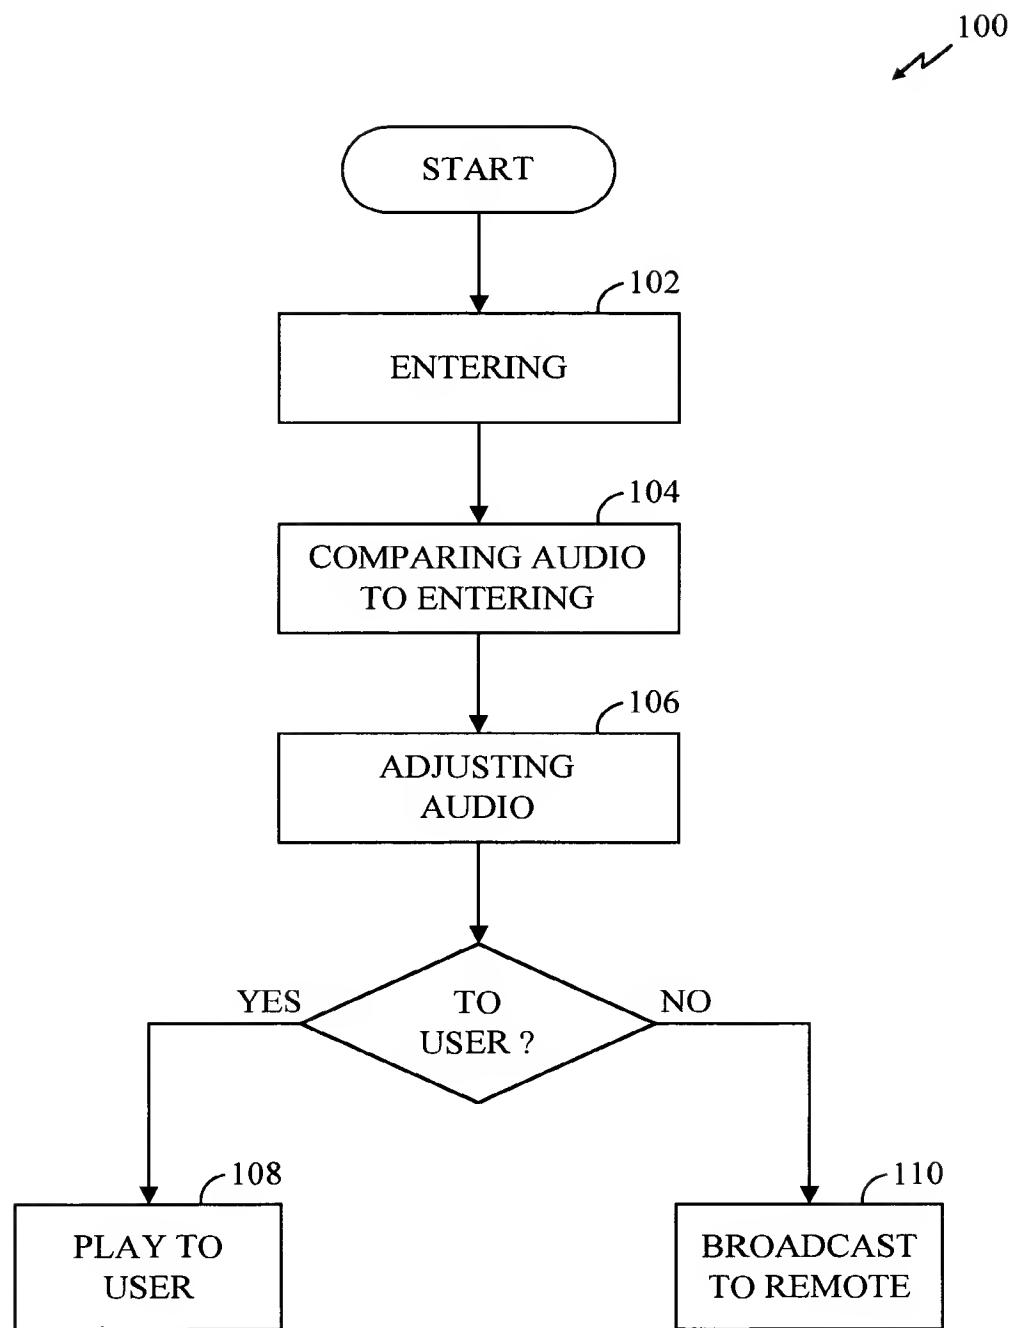 100
START
102
ENTERING
104
COMPARING AUDIO
TO ENTERING
106
ADJUSTING
AUDIO
YES
TO
USER ?
NO
108
PLAY TO
USER
110
BROADCAST
TO REMOTE